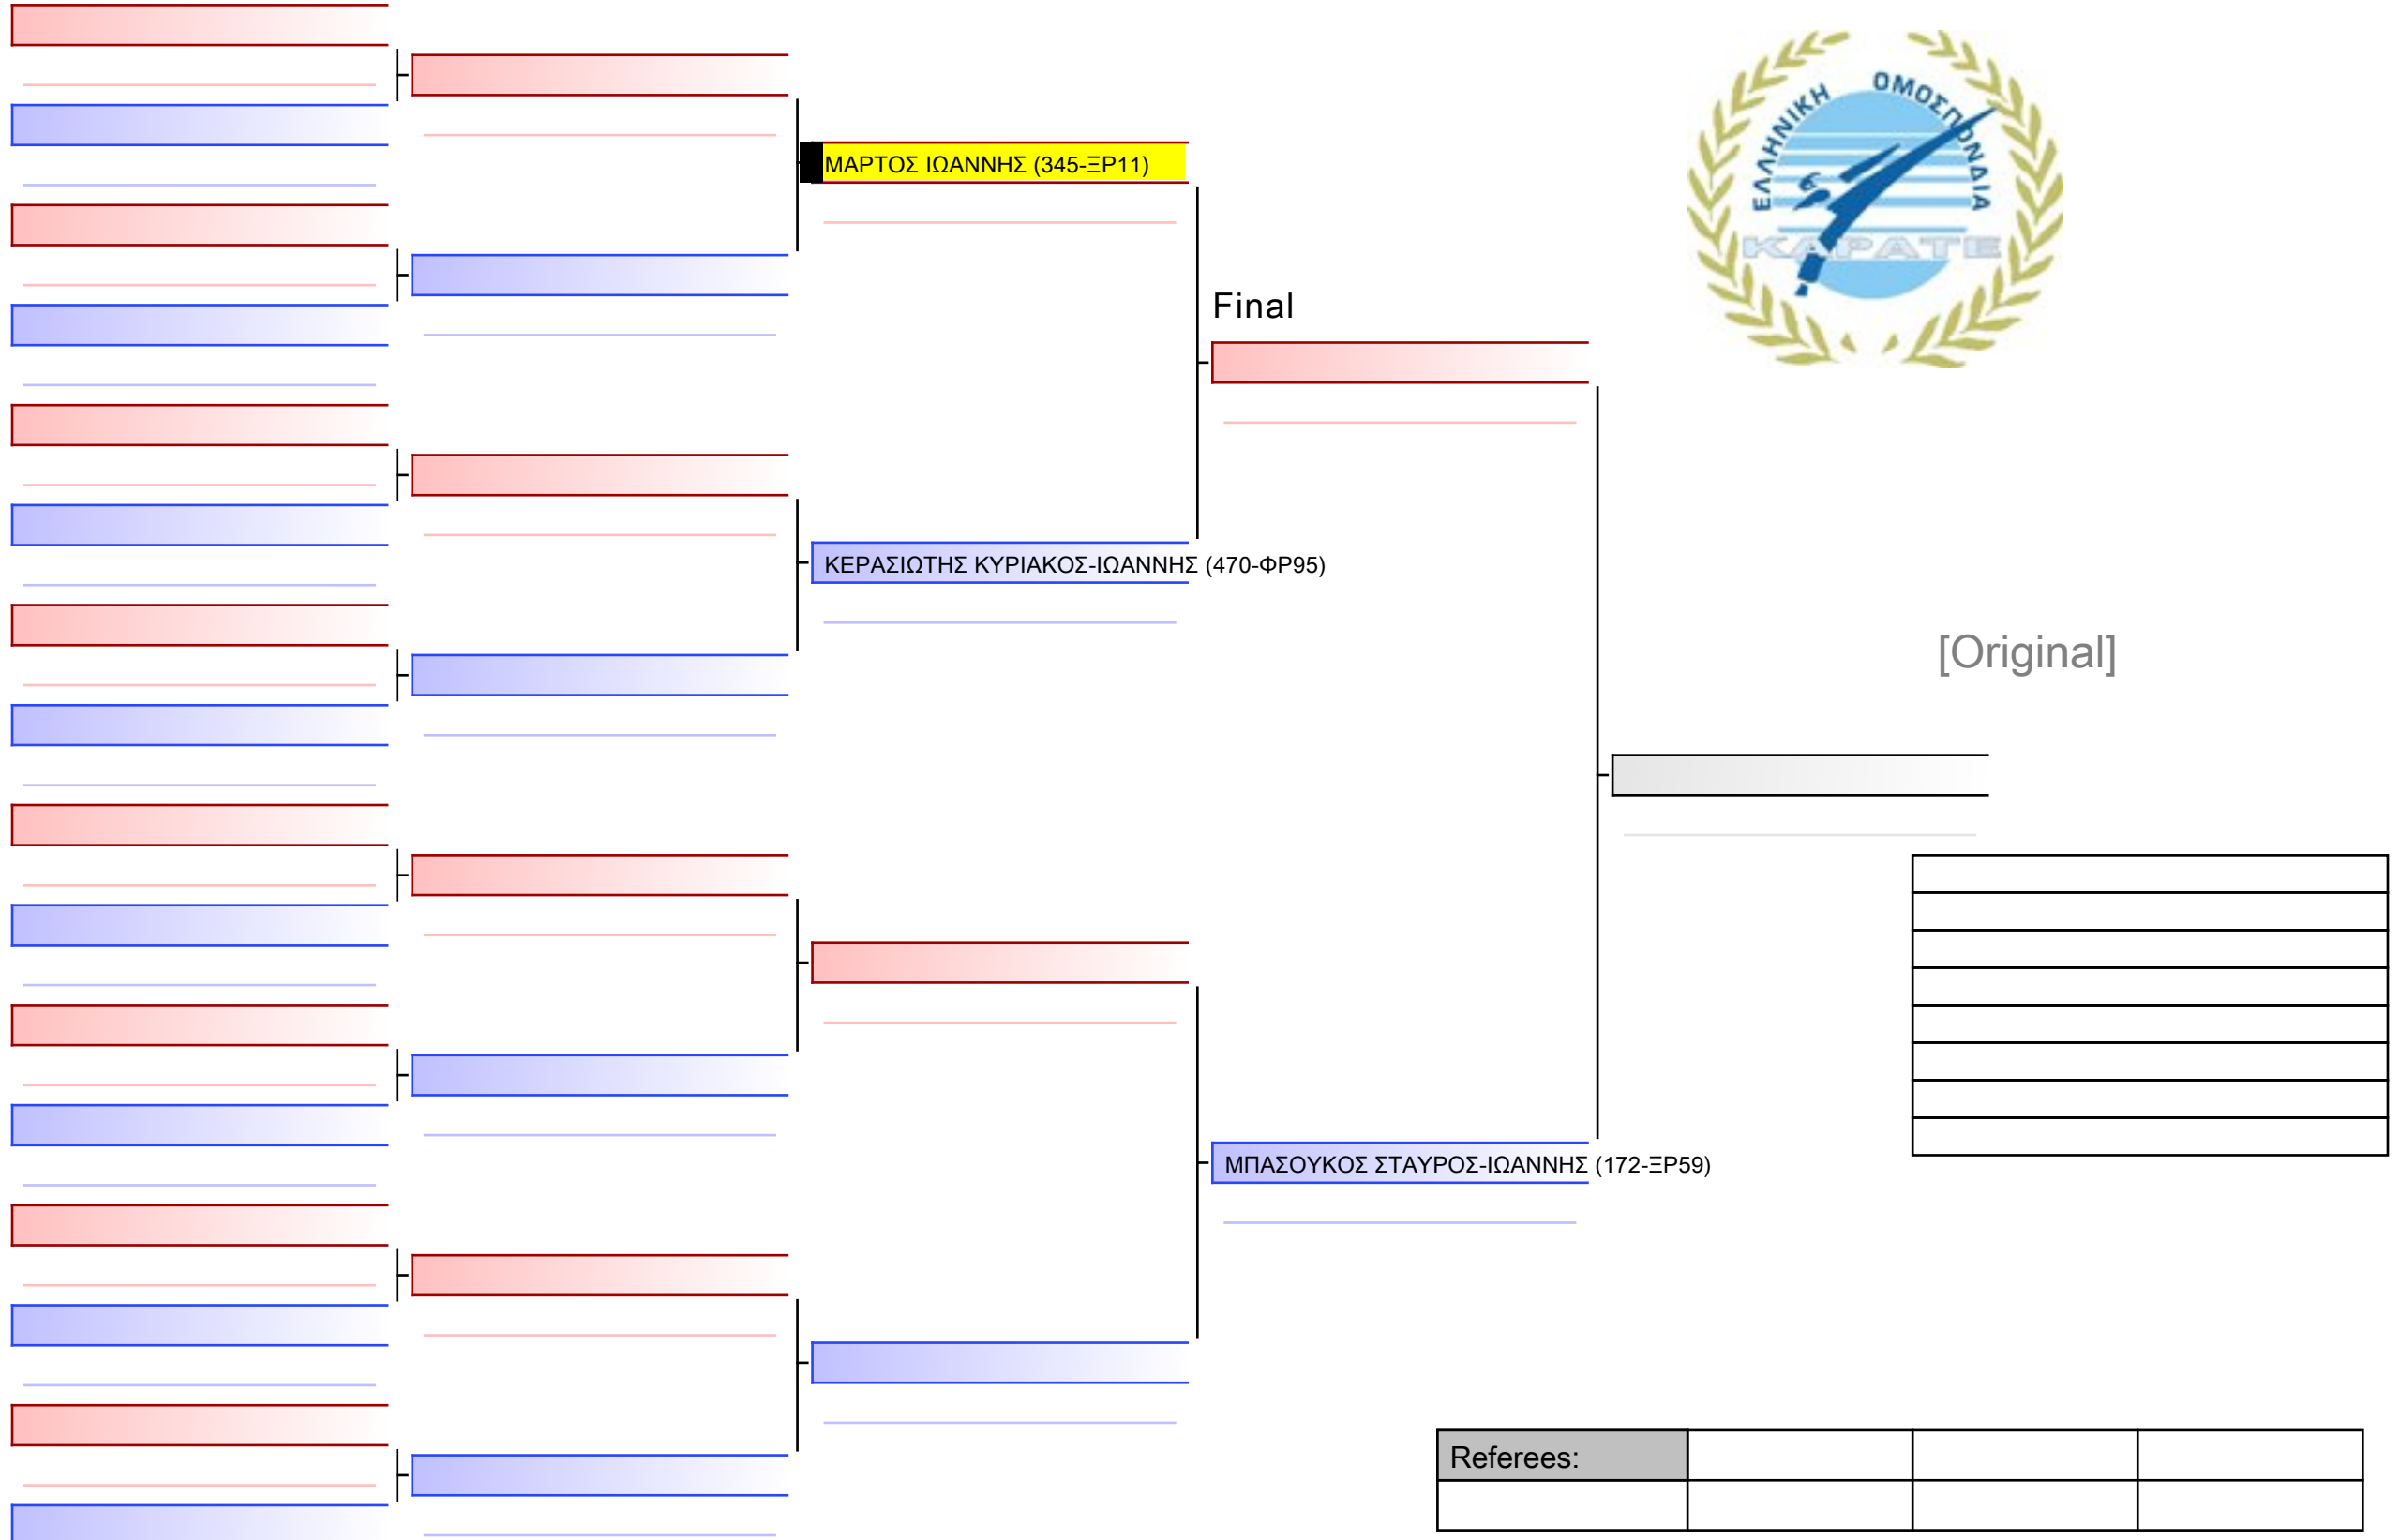 ΕΛΛΗΝΙΚΗ ΟΜΟΣΠΟΝΔΙΑ
ΚΑΡΑΤΕ
ΜΑΡΤΟΣ ΙΩΑΝΝΗΣ (345-ΞΡ11)
Final
ΚΕΡΑΣΙΩΤΗΣ ΚΥΡΙΑΚΟΣ-ΙΩΑΝΝΗΣ (470-ΦΡ95)
[Original]
ΜΠΑΣΟΥΚΟΣ ΣΤΑΥΡΟΣ-ΙΩΑΝΝΗΣ (172-ΞΡ59)
Referees: